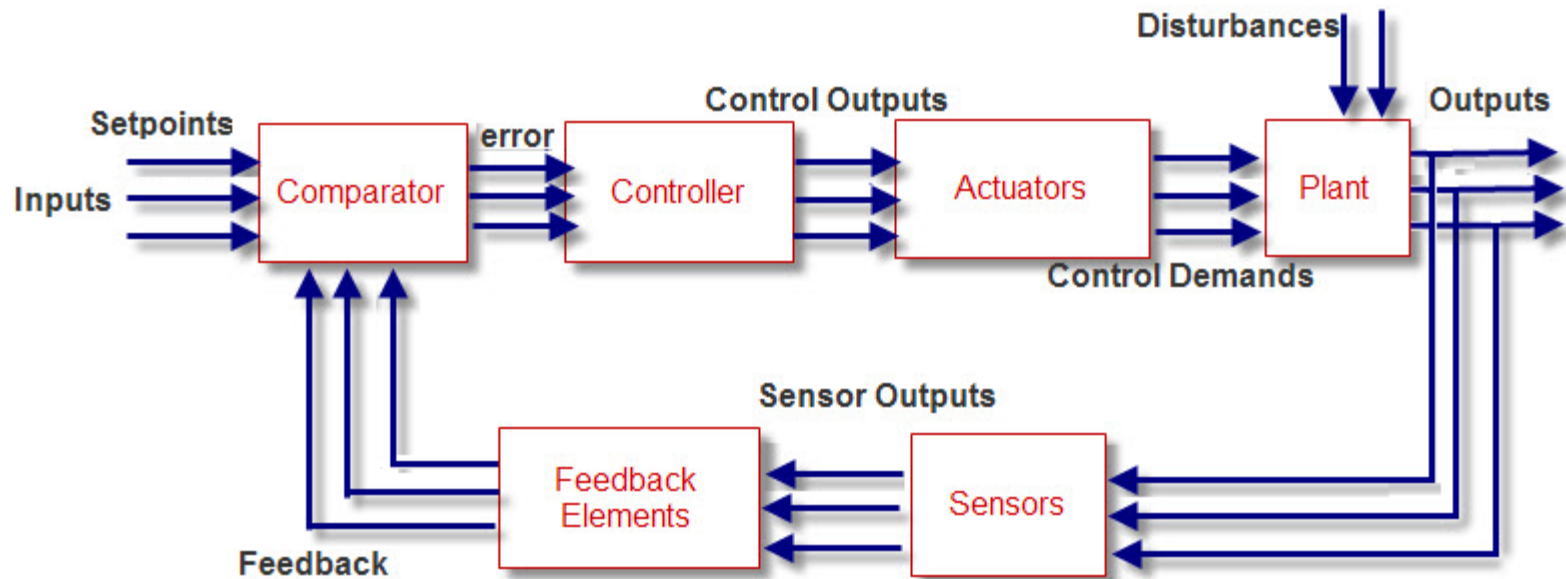 Disturbances
Control Outputs
Outputs
Setpoints
error
Inputs
Comparator
Controller
Actuators
Plant
Control Demands
Sensor Outputs
Feedback
Elements
Sensors
Feedback